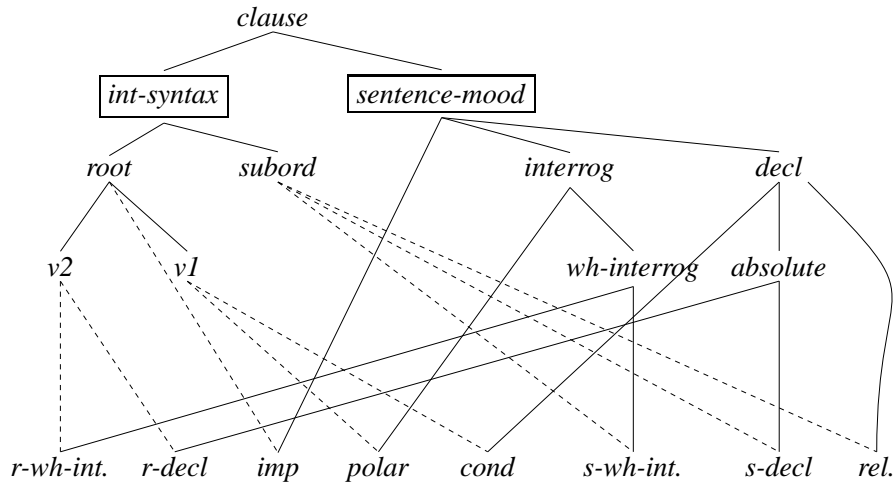 clause
int-syntax sentence-mood
root subord interrog decl
v2 v1 wh-interrog absolute
r-wh-int. r-decl imp polar cond s-wh-int. s-decl rel.